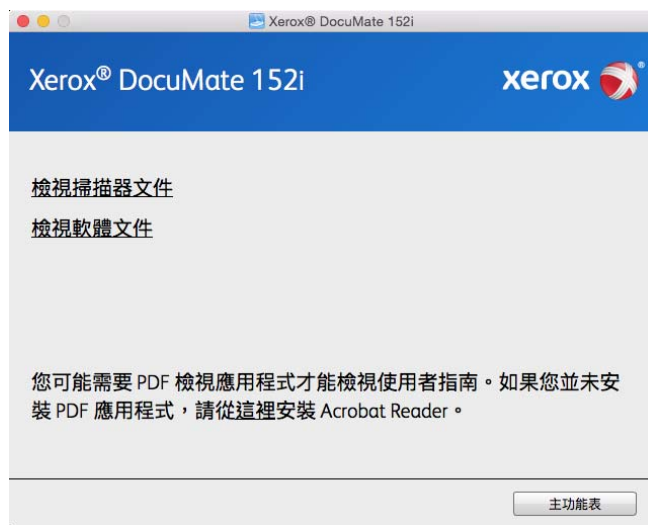 Xerox® DocuMate 152i
Xerox® DocuMate 152i
xerox ®
檢視掃描器文件
檢視軟體文件
您可能需要 PDF 檢視應用程式才能檢視使用者指南。如果您並未安
裝 PDF 應用程式，請從這裡安裝 Acrobat Reader。
主功能表